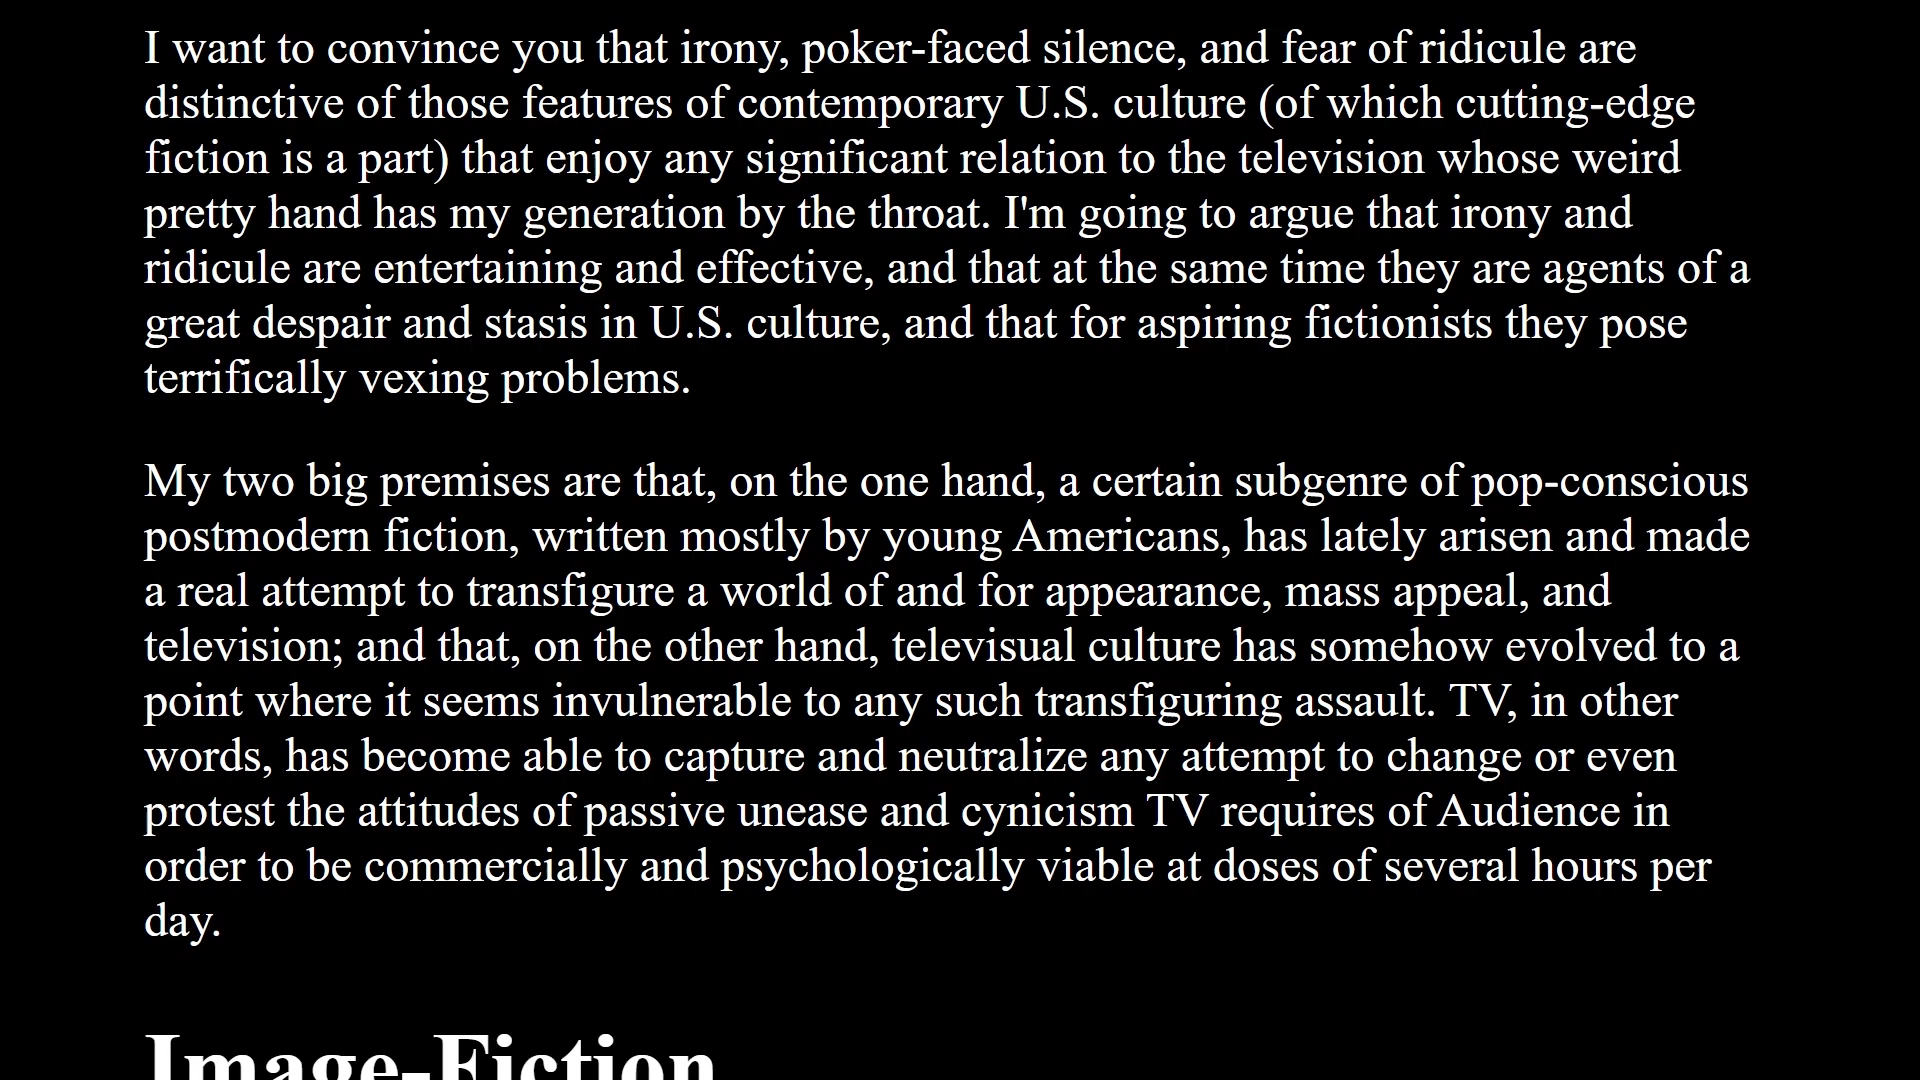 I want to convince you that irony, poker-faced silence, and fear of ridicule are
distinctive of those features of contemporary U.S. culture (of which cutting-edge
fiction is a part) that enjoy any significant relation to the television whose weird
pretty hand has my generation by the throat. I'm going to argue that irony and
ridicule are entertaining and effective, and that at the same time they are agents of a
great despair and stasis in U.S. culture, and that for aspiring fictionists they pose
terrifically vexing problems.
My two big premises are that, on the one hand, a certain subgenre of pop-conscious
postmodern fiction, written mostly by young Americans, has lately arisen and made
a real attempt to transfigure a world of and for appearance, mass appeal, and
television; and that, on the other hand, televisual culture has somehow evolved to a
point where it seems invulnerable to any such transfiguring assault. TV, in other
words, has become able to capture and neutralize any attempt to change or even
protest the attitudes of passive unease and cynicism TV requires of Audience in
order to be commercially and psychologically viable at doses of several hours per
day.
Image-Fiction